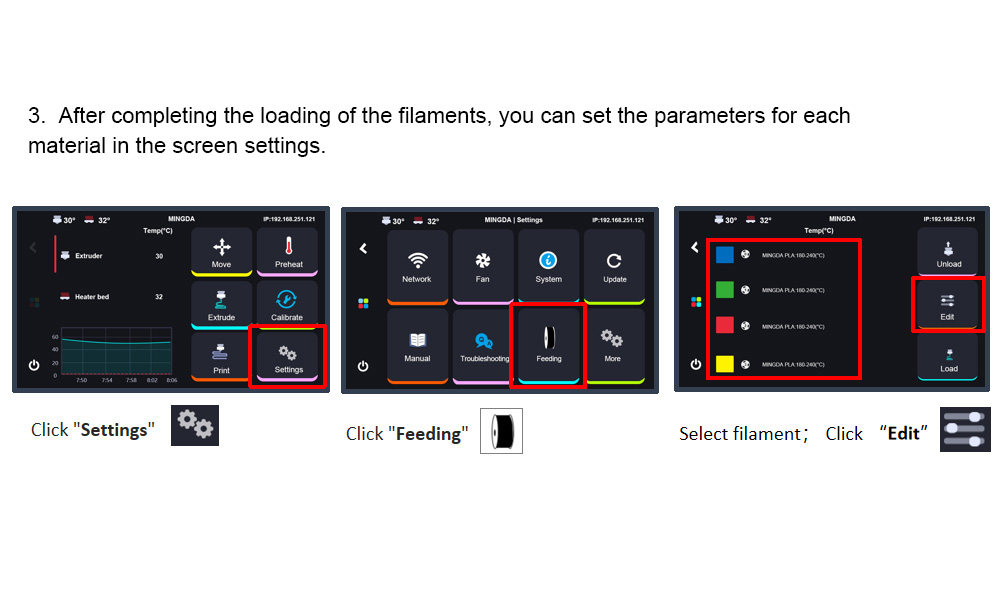 3. After completing the loading of the filaments, you can set the parameters for each
material in the screen settings.
30° 32° MINGDA IP:192.168.251.121
Temp(°C)
Extruder 30
Heater bed 32
60
40
20
0
7:50 7:54 7:58 8:02 8:06
Move
Preheat
Extrude
Calibrate
Print
Settings
30° 32° MINGDA | Settings IP:192.168.251.121
Network
Fan
System
Update
Manual
Troubleshooting
Feeding
More
30° 32° MINGDA IP:192.168.251.121
Temp(°C)
MINGDA PLA:180-240(°C)
MINGDA PLA:180-240(°C)
MINGDA PLA:180-240(°C)
MINGDA PLA:180-240(°C)
Unload
Edit
Load
Click "Settings"
Click "Feeding"
Select filament； Click “Edit”